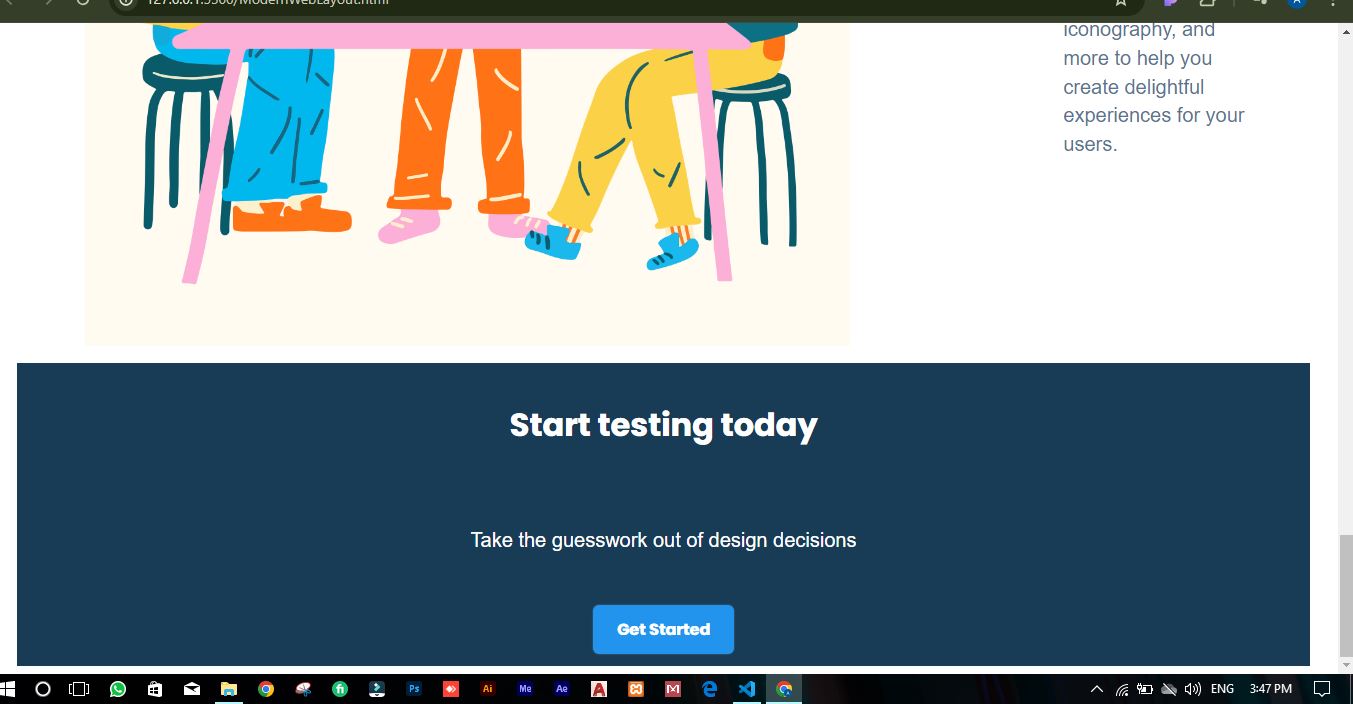 127.0.0.1:5500/ModernWebLayout.html
iconography, and
more to help you
create delightful
experiences for your
users.
Start testing today
Take the guesswork out of design decisions
Get Started
fi
Ps
Ai
Me
Ae
ENG
3:47 PM